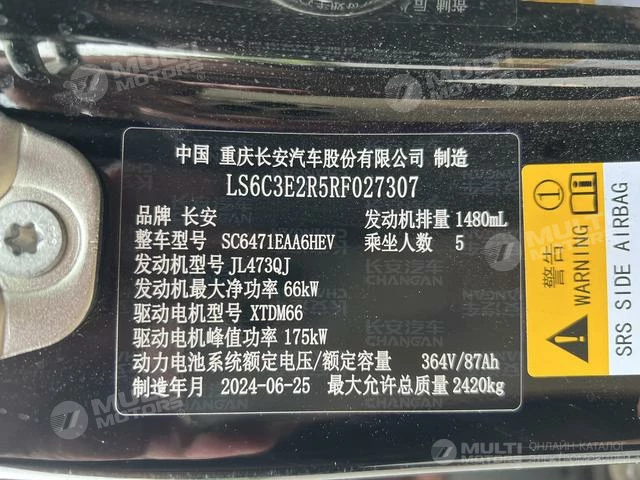 中国 重庆长安汽车股份有限公司 制造
LS6C3E2R5RF027307
品牌 长安 发动机排量 1480mL
整车型号 SC6471EAA6HEV 乘坐人数 5
发动机型号 JL473QJ
发动机最大净功率 66kW
驱动电机型号 XTDM66
驱动电机峰值功率 175kW
动力电池系统额定电压/额定容量 364V/87Ah
制造年月 2024-06-25 最大允许总质量 2420kg
长安汽车
CHANGAN
警告
WARNING
SRS SIDE AIRBAG
MULTI MOTORS
ОНЛАЙН-КАТАЛОГ